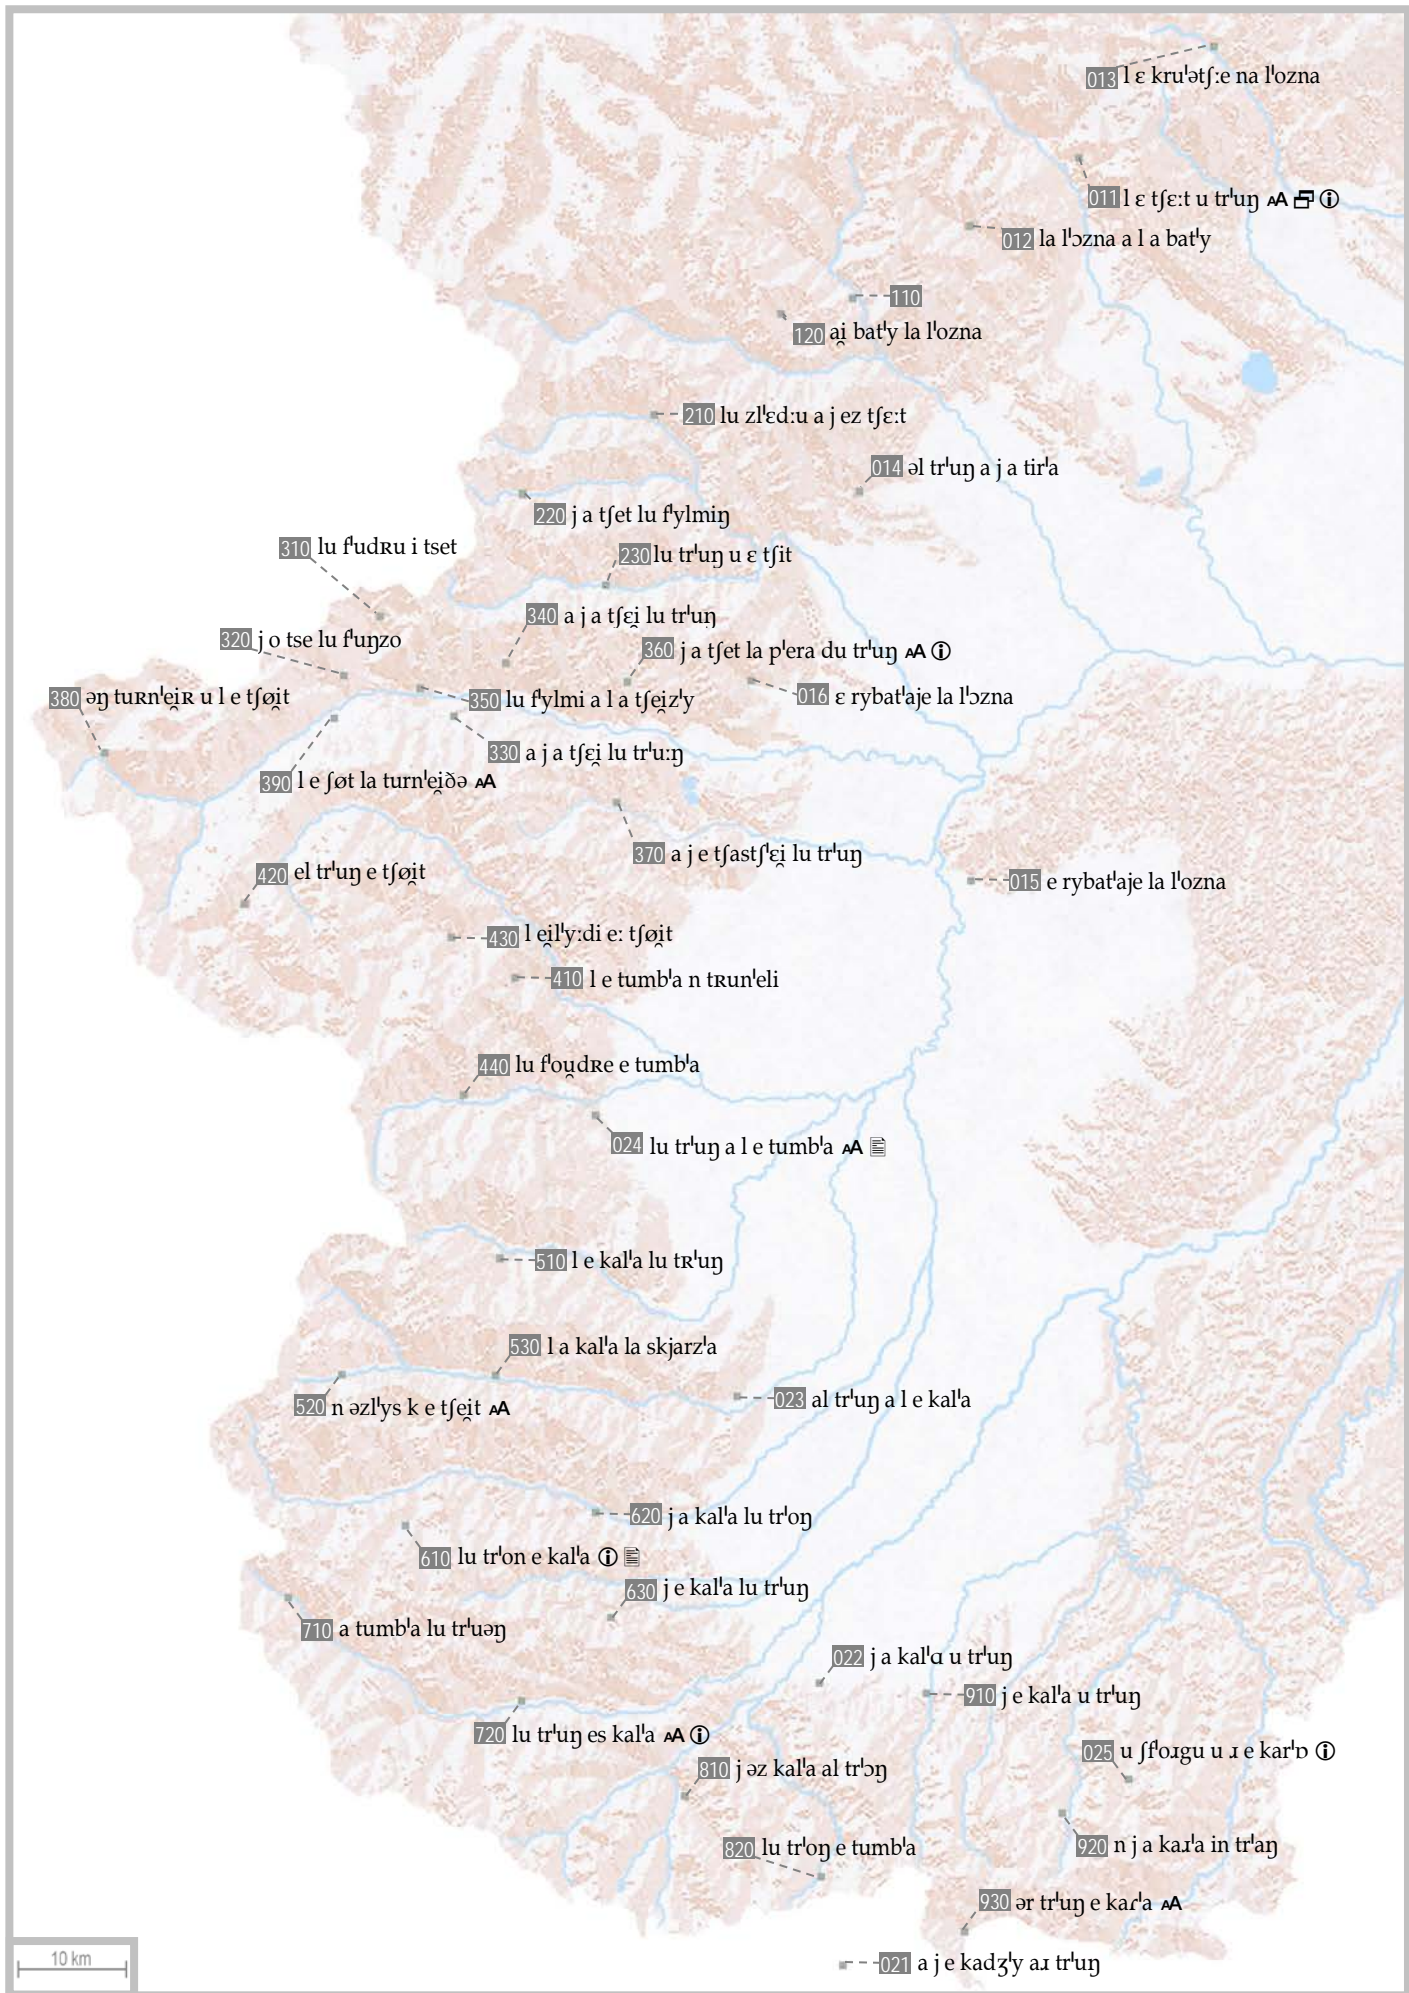 013 l ɛ kruˈətʃːe na lˈozna
011 l ɛ tʃɛːt u trˈuŋ AA
012 la lˈɔzna a l a batˈy
110
120 ai̯ batˈy la lˈozna
210 lu zlˈɛdːu a j ez tʃɛːt
014 əl trˈuŋ a j a tirˈa
220 j a tʃet lu fˈylmiŋ
310 lu fˈudʀu i tset
230 lu trˈuŋ u ɛ tʃit
340 a j a tʃɛi̯ lu trˈuŋ
320 j o tse lu fˈuŋzo
360 j a tʃet la pˈera du trˈuŋ AA
380 əŋ tuʀnˈei̯ʀ u l e tʃøi̯t
350 lu fˈylmi a l a tʃei̯zˈy
016 ɛ rybatˈaje la lˈɔzna
330 a j a tʃɛi̯ lu trˈuːŋ
390 l e ʃøt la turnˈei̯ðə AA
370 a j e tʃastʃˈɛi̯ lu trˈuŋ
420 el trˈuŋ e tʃøi̯t
015 e rybatˈaje la lˈozna
430 l ei̯lˈyːdi eː tʃøi̯t
410 l e tumbˈa n tʀunˈeli
440 lu fˈou̯dʀe e tumbˈa
024 lu trˈuŋ a l e tumbˈa AA
510 l e kalˈa lu tʀˈuŋ
530 l a kalˈa la skjarzˈa
520 n əzlˈys k e tʃei̯t AA
023 al trˈuŋ a l e kalˈa
620 j a kalˈa lu trˈoŋ
610 lu trˈon e kalˈa
630 j e kalˈa lu trˈuŋ
710 a tumbˈa lu trˈuəŋ
022 j a kalˈɑ u trˈuŋ
910 j e kalˈa u trˈuŋ
720 lu trˈuŋ es kalˈa AA
025 u ʃfˈoɹgu u ɹ e karˈɒ
810 j əz kalˈa al trˈɔŋ
920 n j a kaɹˈa in trˈaŋ
820 lu trˈoŋ e tumbˈa
930 ər trˈuŋ e kaɾˈa AA
10 km
021 a j e kadʒˈy aɹ trˈuŋ